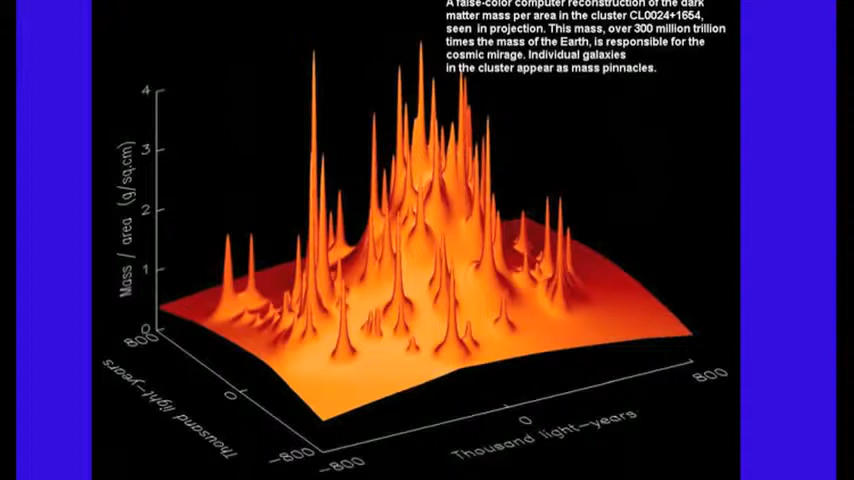 A false-color computer reconstruction of the dark
matter mass per area in the cluster CL0024+1654,
seen in projection. This mass, over 300 million trillion
times the mass of the Earth, is responsible for the
cosmic mirage. Individual galaxies
in the cluster appear as mass pinnacles.
4
3
2
1
0
Mass / area (g/sq.cm)
800
0
-800
Thousand light-years
-800
0
800
Thousand light-years